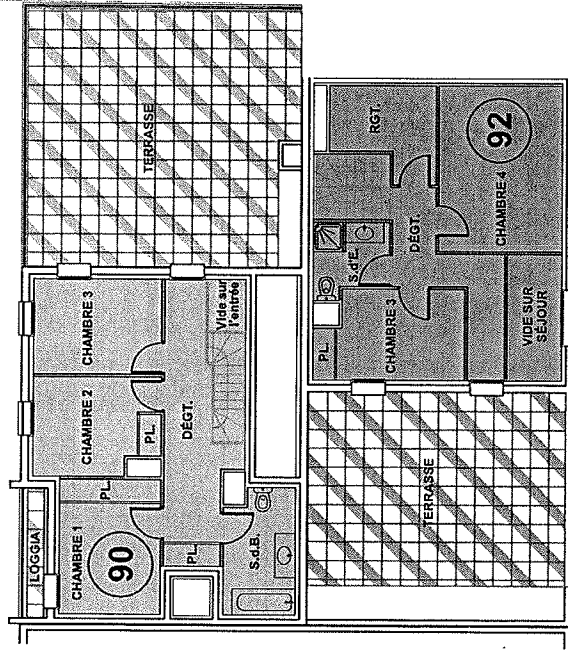 TERRASSE
CHAMBRE 3
CHAMBRE 2
CHAMBRE 1
LOGGIA
90
PL.
PL.
PL.
DÉGT.
Vide sur
l'entrée
S.d.B.
RGT.
92
CHAMBRE 4
DÉGT.
S.d'E.
PL.
CHAMBRE 3
VIDE SUR
SÉJOUR
TERRASSE